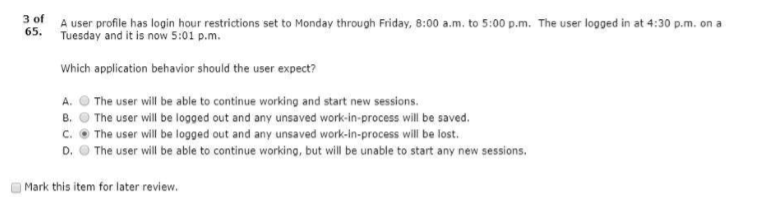 3 of 65. A user profile has login hour restrictions set to Monday through Friday, 8:00 a.m. to 5:00 p.m. The user logged in at 4:30 p.m. on a
Tuesday and it is now 5:01 p.m.
Which application behavior should the user expect?
A. The user will be able to continue working and start new sessions.
B. The user will be logged out and any unsaved work-in-process will be saved.
C. The user will be logged out and any unsaved work-in-process will be lost.
D. The user will be able to continue working, but will be unable to start any new sessions.
Mark this item for later review.